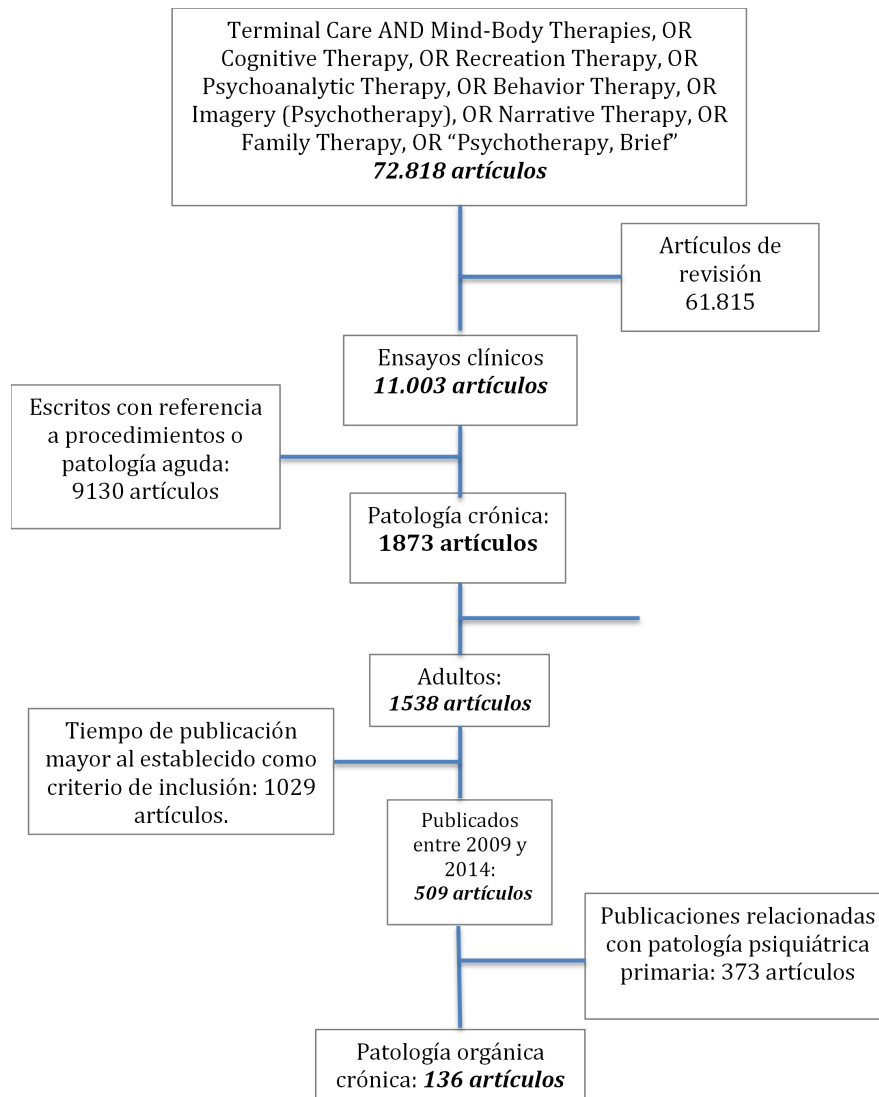 Terminal Care AND Mind-Body Therapies, OR
Cognitive Therapy, OR Recreation Therapy, OR
Psychoanalytic Therapy, OR Behavior Therapy, OR
Imagery (Psychotherapy), OR Narrative Therapy, OR
Family Therapy, OR “Psychotherapy, Brief”
72.818 artículos
Artículos de
revisión
61.815
Ensayos clínicos
11.003 artículos
Escritos con referencia
a procedimientos o
patología aguda:
9130 artículos
Patología crónica:
1873 artículos
Adultos:
1538 artículos
Tiempo de publicación
mayor al establecido como
criterio de inclusión: 1029
artículos.
Publicados
entre 2009 y
2014:
509 artículos
Publicaciones relacionadas
con patología psiquiátrica
primaria: 373 artículos
Patología orgánica
crónica: 136 artículos